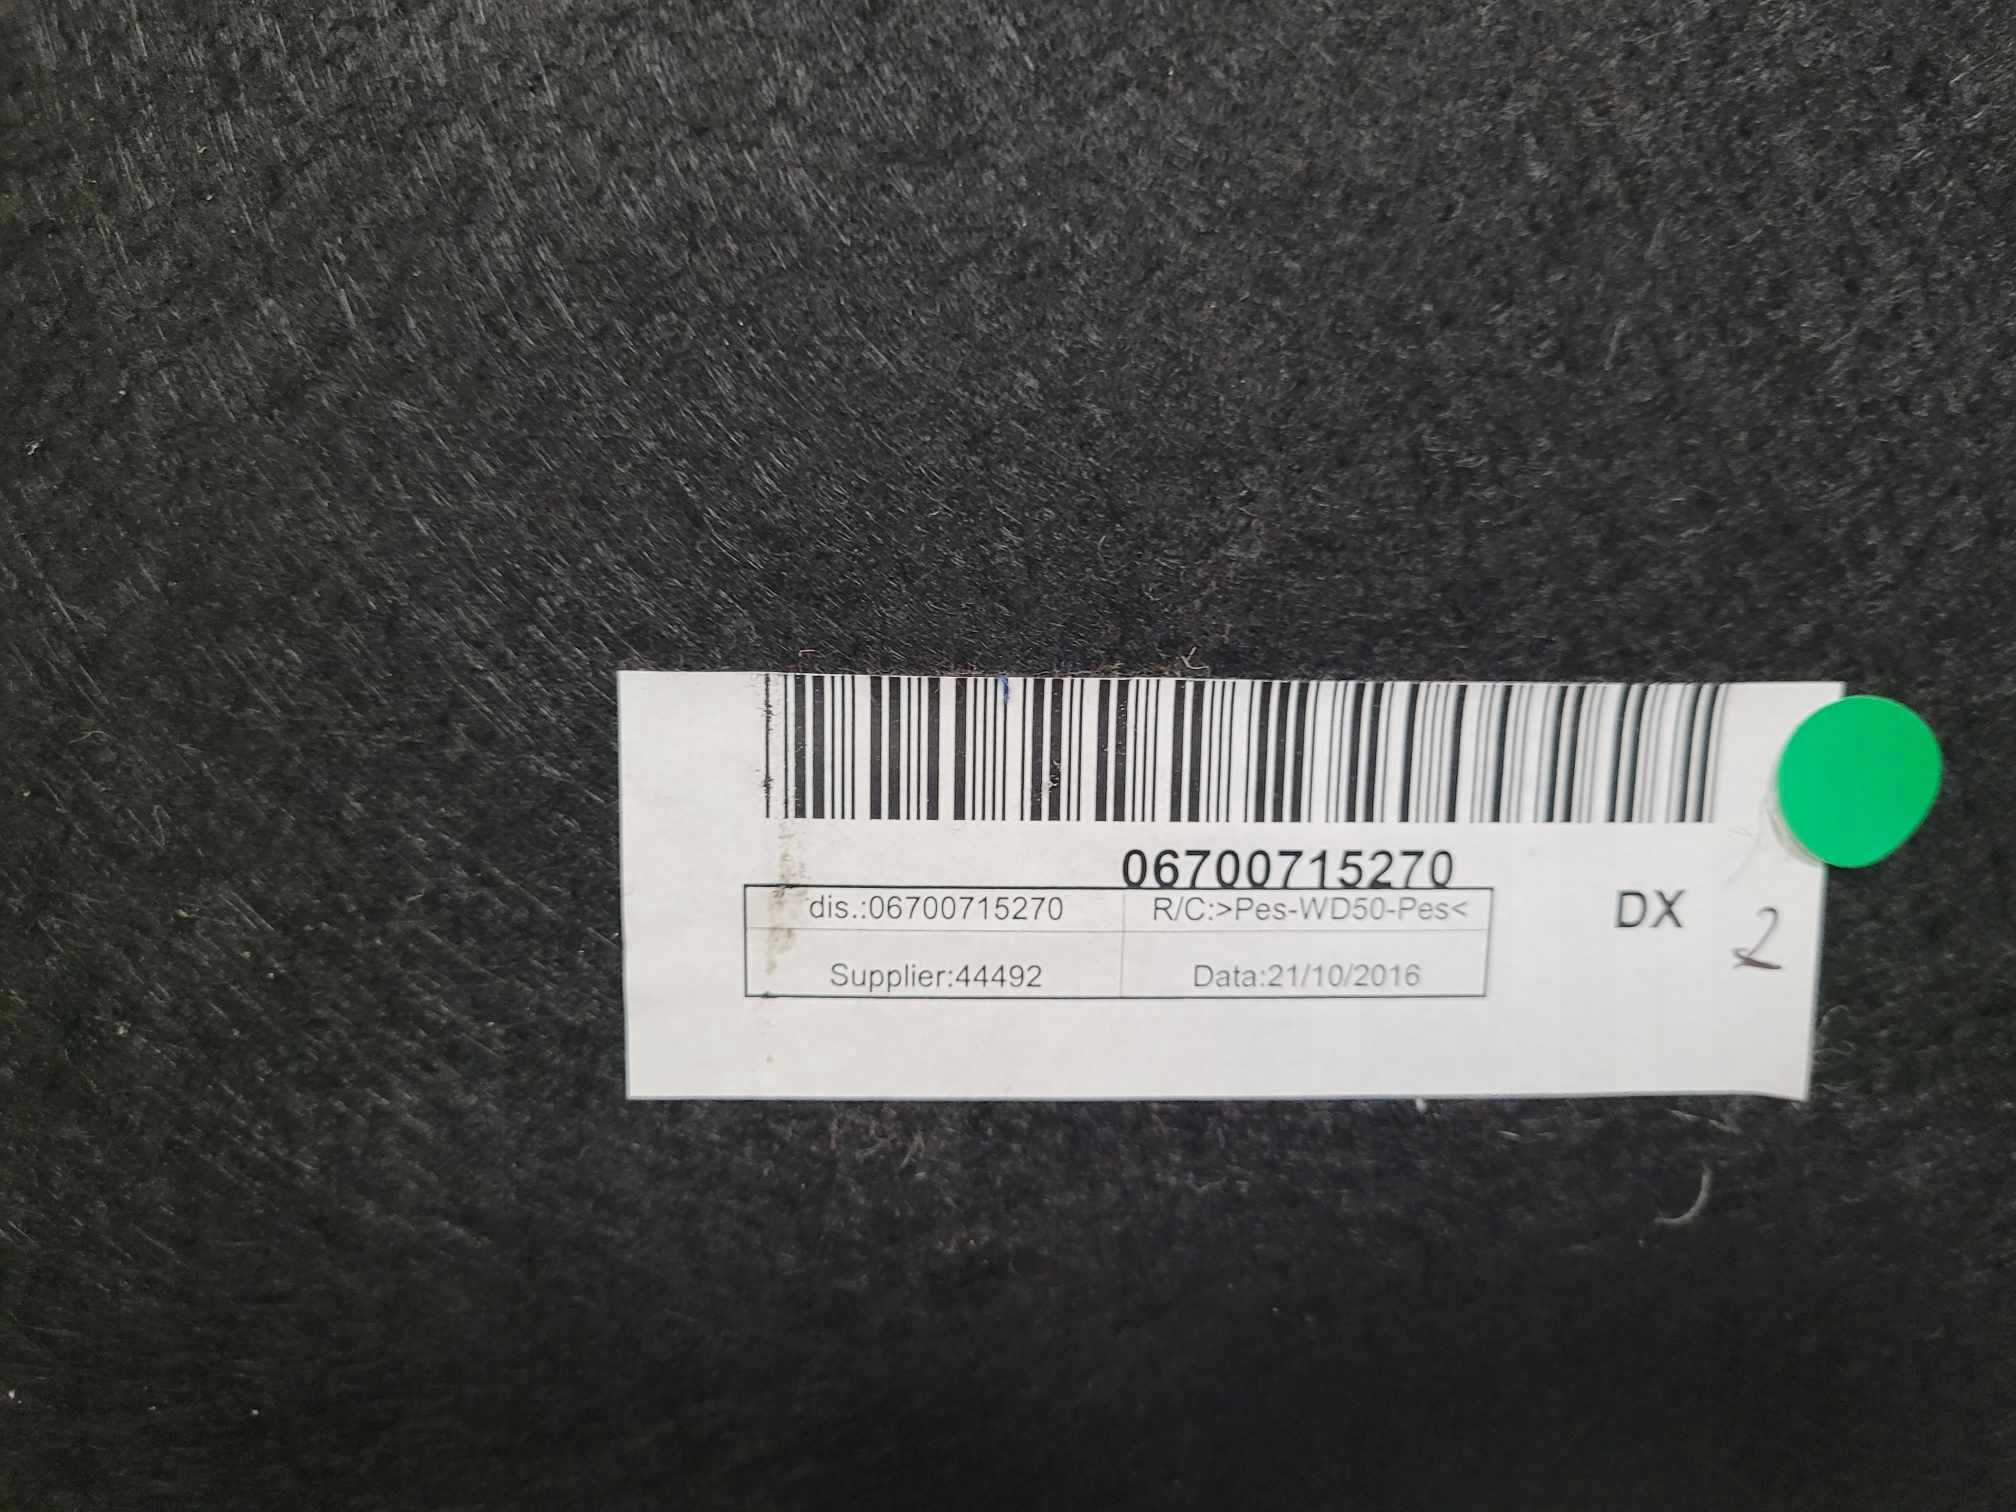 06700715270
dis.:06700715270 R/C:>Pes-WD50-Pes<
DX
2
Supplier:44492 Data:21/10/2016